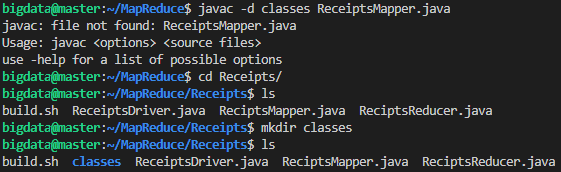 bigdata@master:~/MapReduce$ javac -d classes ReceiptsMapper.java
javac: file not found: ReceiptsMapper.java
Usage: javac <options> <source files>
use -help for a list of possible options
bigdata@master:~/MapReduce$ cd Receipts/
bigdata@master:~/MapReduce/Receipts$ ls
build.sh  ReceiptsDriver.java  ReciptsMapper.java  ReciptsReducer.java
bigdata@master:~/MapReduce/Receipts$ mkdir classes
bigdata@master:~/MapReduce/Receipts$ ls
build.sh  classes  ReceiptsDriver.java  ReciptsMapper.java  ReciptsReducer.java